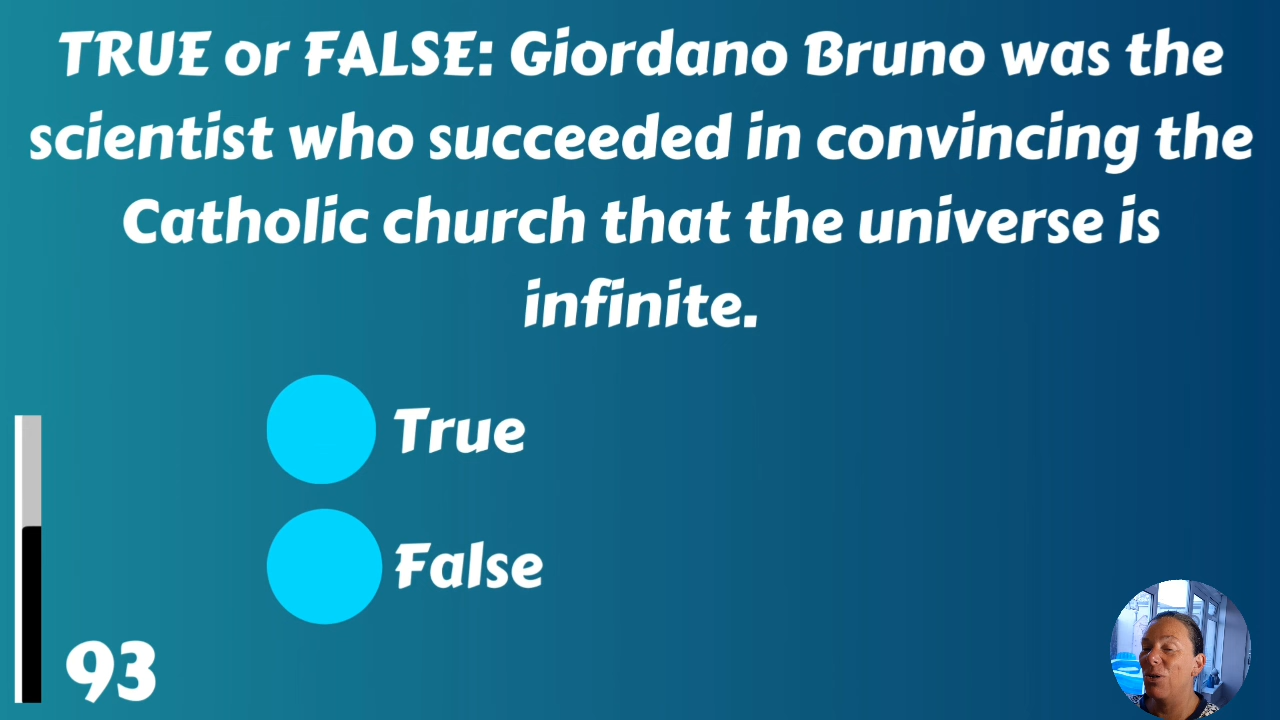 TRUE or FALSE: Giordano Bruno was the
scientist who succeeded in convincing the
Catholic church that the universe is
infinite.
True
False
93